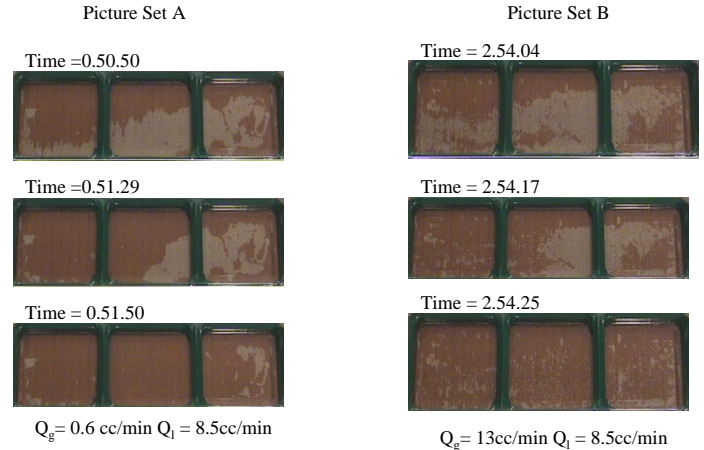 Picture Set A
Time =0.50.50
Time =0.51.29
Time = 0.51.50
Qg= 0.6 cc/min Ql = 8.5cc/min
Picture Set B
Time = 2.54.04
Time = 2.54.17
Time = 2.54.25
Qg= 13cc/min Ql = 8.5cc/min